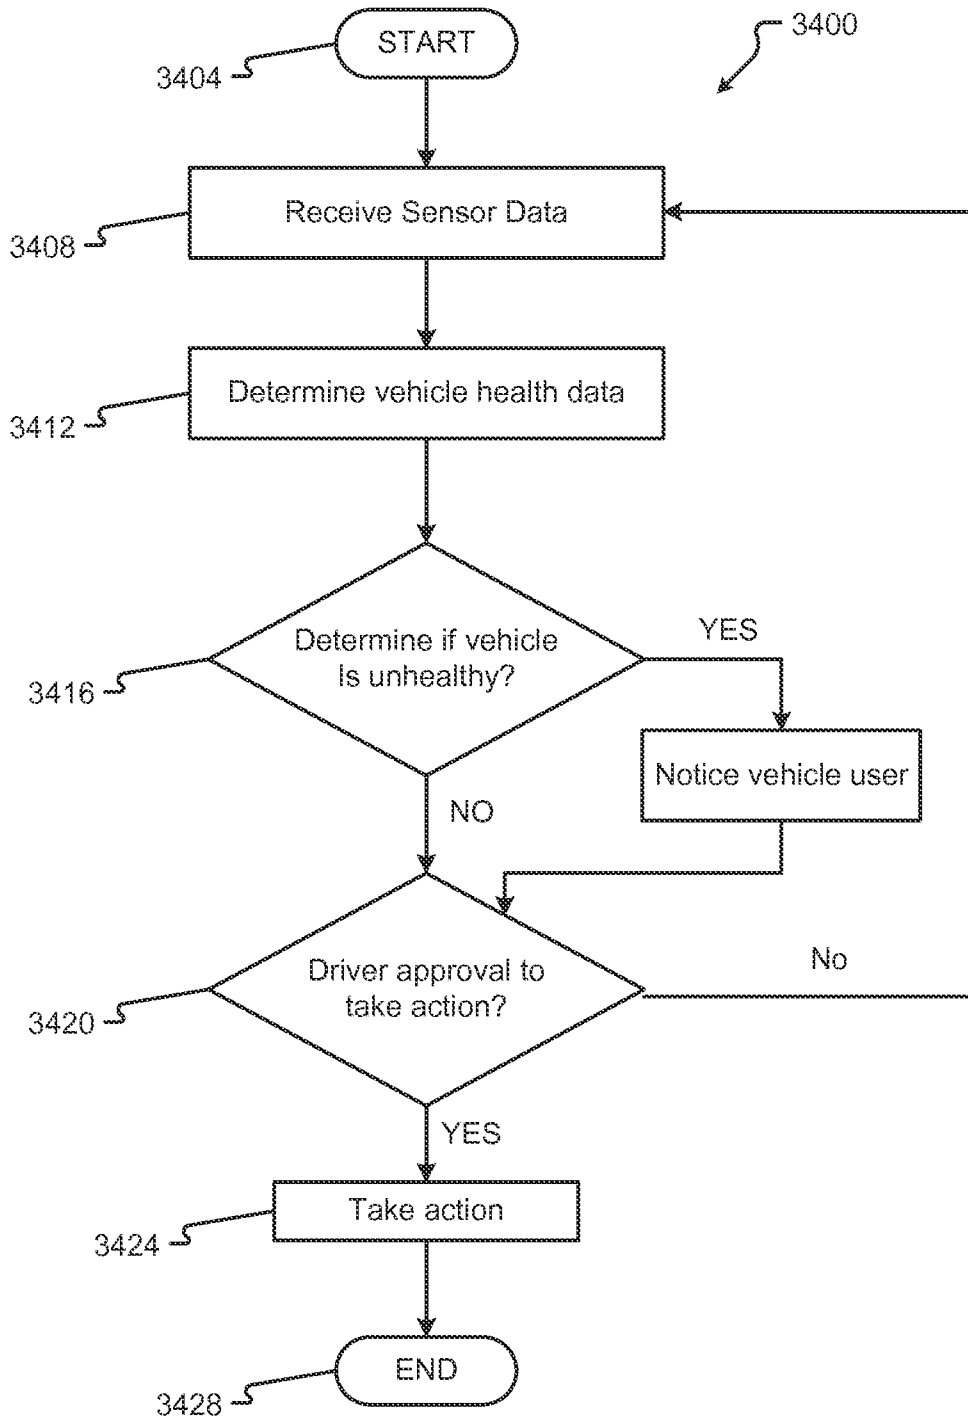 START
3400
3404
Receive Sensor Data
3408
Determine vehicle health data
3412
Determine if vehicle
Is unhealthy?
YES
3416
Notice vehicle user
NO
Driver approval to
take action?
No
3420
YES
Take action
3424
END
3428